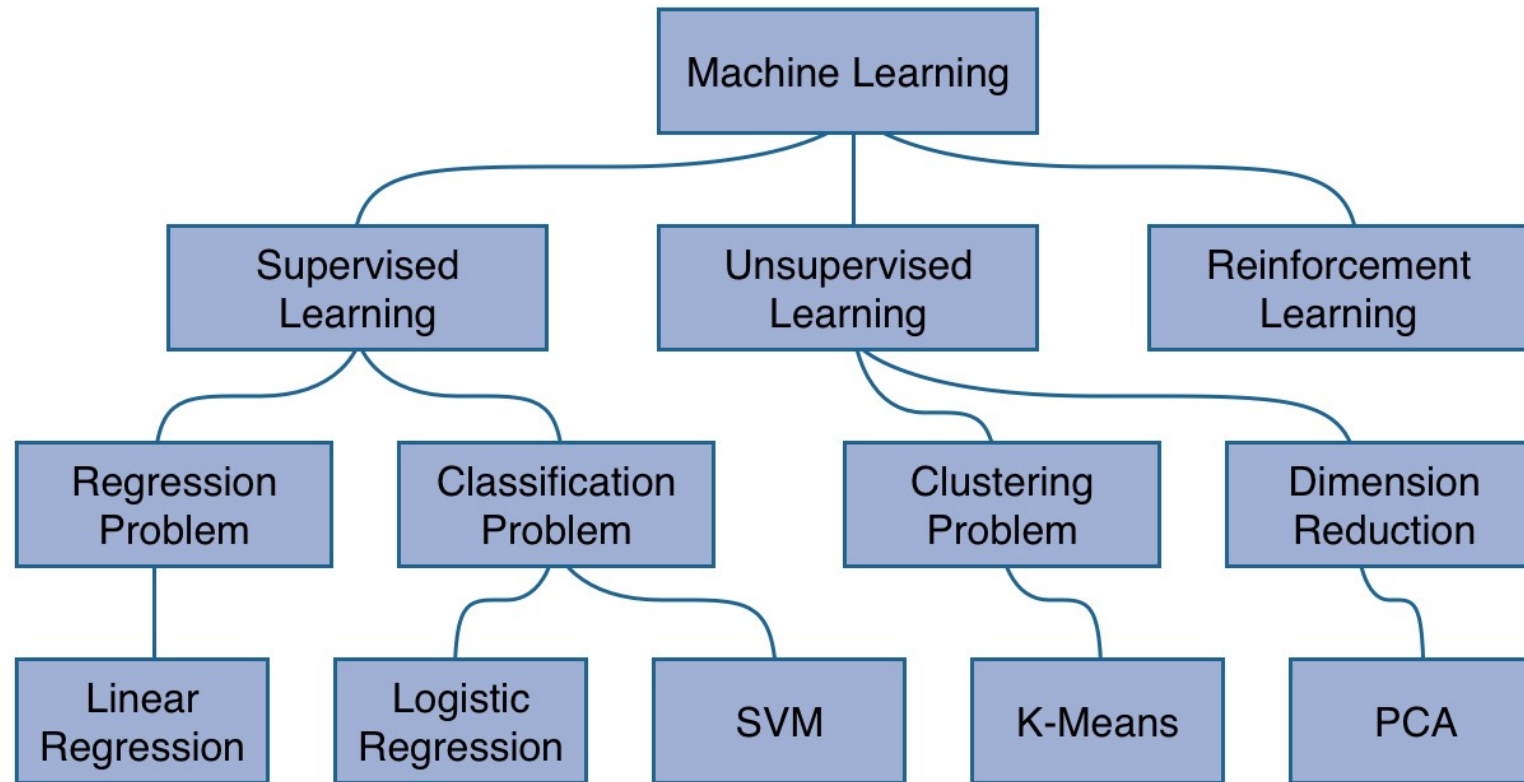 Machine Learning
Supervised
Learning
Unsupervised
Learning
Reinforcement
Learning
Regression
Problem
Classification
Problem
Clustering
Problem
Dimension
Reduction
Linear
Regression
Logistic
Regression
SVM
K-Means
PCA